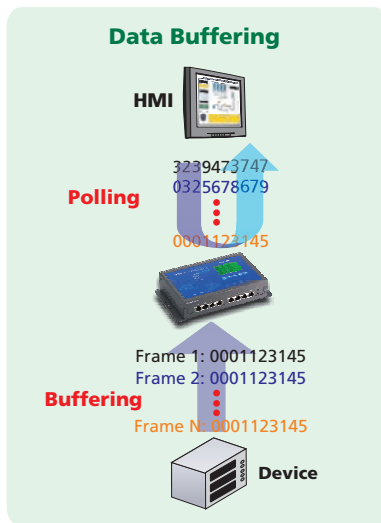 Data Buffering
HMI
3239473747
0325678679
Polling
0001123145
Frame 1: 0001123145
Frame 2: 0001123145
Buffering
Frame N: 0001123145
Device